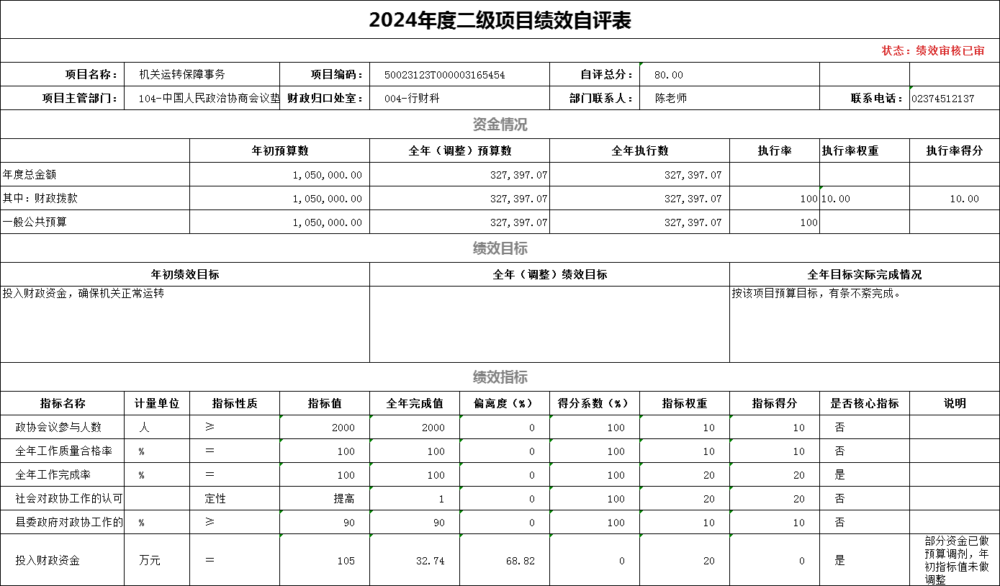 2024年度二级项目绩效自评表
状态：绩效审核已审
项目名称： 机关运转保障事务 项目编码： 50023123T000003165454 自评总分： 80.00
项目主管部门： 104-中国人民政治协商会议垫 财政归口处室： 004-行财科 部门联系人： 陈老师 联系电话： 02374512137
资金情况
年初预算数 全年（调整）预算数 全年执行数 执行率 执行率权重 执行率得分
年度总金额 1,050,000.00 327,397.07 327,397.07
其中：财政拨款 1,050,000.00 327,397.07 327,397.07 100 10.00 10.00
一般公共预算 1,050,000.00 327,397.07 327,397.07 100
绩效目标
年初绩效目标 全年（调整）绩效目标 全年目标实际完成情况
投入财政资金，确保机关正常运转 按该项目预算目标，有条不紊完成。
绩效指标
指标名称 计量单位 指标性质 指标值 全年完成值 偏离度（%） 得分系数（%） 指标权重 指标得分 是否核心指标 说明
政协会议参与人数 人 ≥ 2000 2000 0 100 10 10 否
全年工作质量合格率 % ＝ 100 100 0 100 10 10 否
全年工作完成率 % ＝ 100 100 0 100 20 20 是
社会对政协工作的认可 定性 提高 1 0 100 20 20 否
县委政府对政协工作的 % ≥ 90 90 0 100 10 10 否
投入财政资金 万元 ＝ 105 32.74 68.82 0 20 0 是 部分资金已做
预算调剂，年
初指标值未做
调整